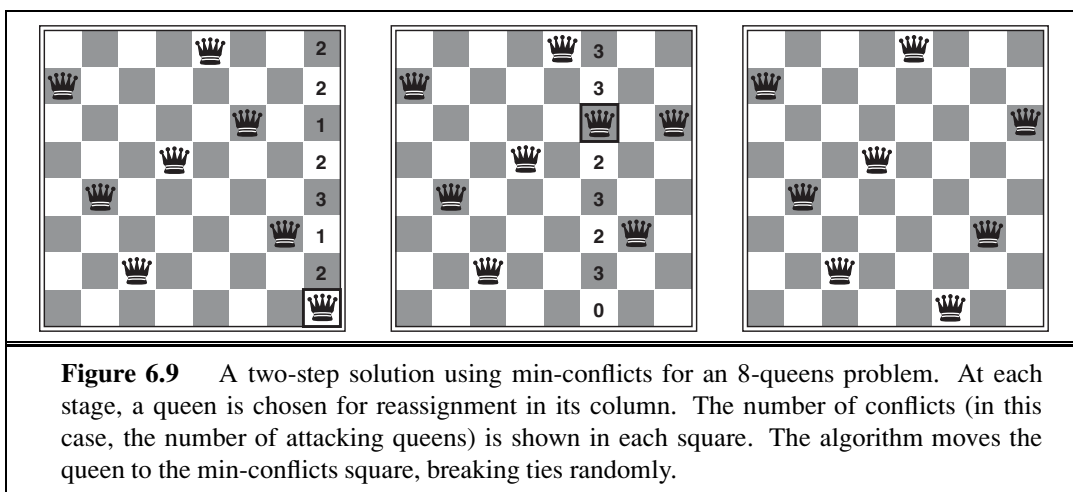 2 3
2 3
1
2 2
3 3
1 2
2 3
0
Figure 6.9 A two-step solution using min-conflicts for an 8-queens problem. At each
stage, a queen is chosen for reassignment in its column. The number of conflicts (in this
case, the number of attacking queens) is shown in each square. The algorithm moves the
queen to the min-conflicts square, breaking ties randomly.